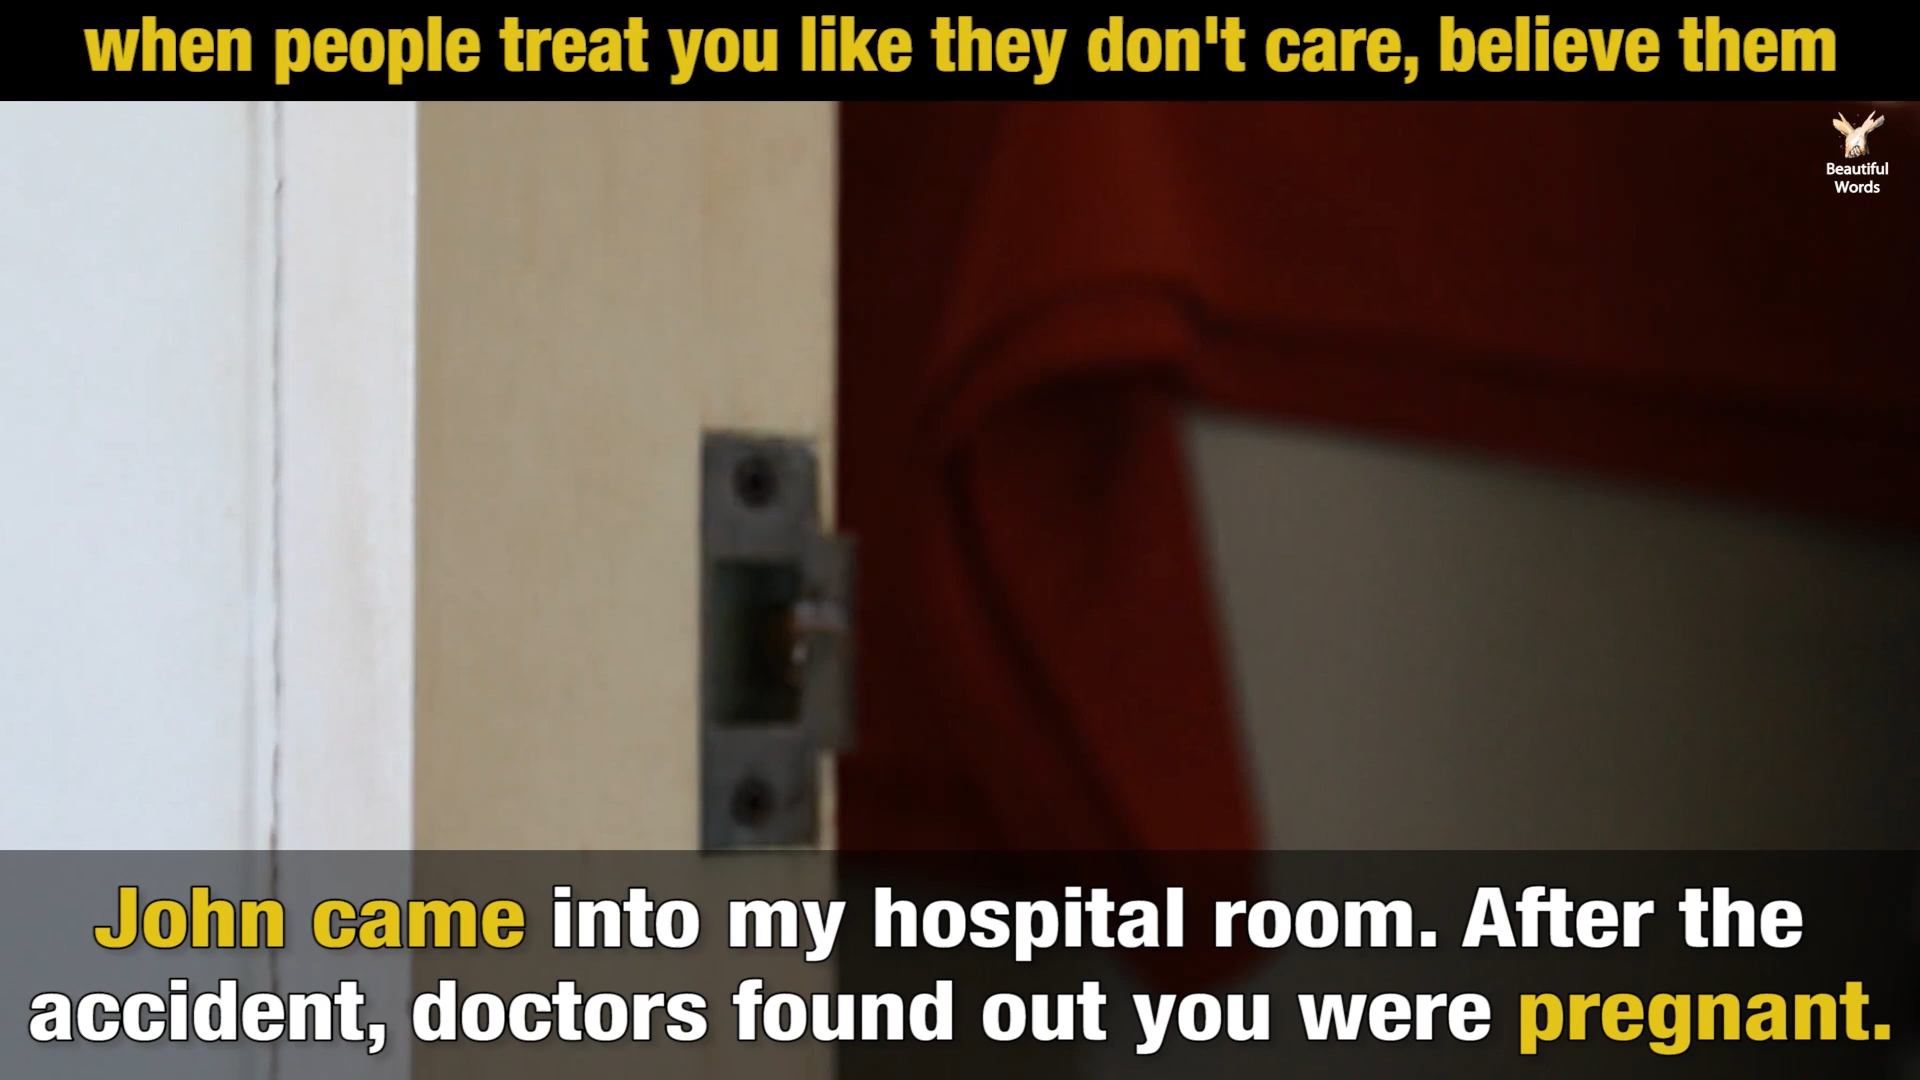 when people treat you like they don't care, believe them
Beautiful
Words
John came into my hospital room. After the
accident, doctors found out you were pregnant.